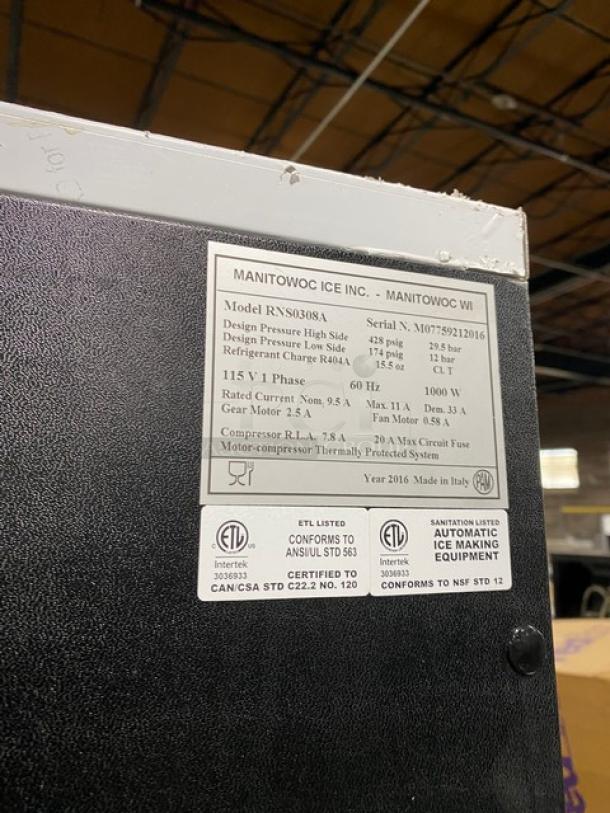 MANITOWOC ICE INC. - MANITOWOC WI
Model RNS0308A Serial N. M07759212016
Design Pressure High Side 428 psig 29.5 bar
Design Pressure Low Side 174 psig 12 bar
Refrigerant Charge R404A 15.5 oz Cl. T
115 V 1 Phase 60 Hz 1000 W
Rated Current Nom. 9.5 A Max. 11 A Dem. 33 A
Gear Motor 2.5 A Fan Motor 0.58 A
Compressor R.L.A. 7.8 A 20 A Max Circuit Fuse
Motor-compressor Thermally Protected System
Year 2016 Made in Italy PAM
ETL LISTED
CONFORMS TO
ANSI/UL STD 563
C ETL US
Intertek
3036933
CERTIFIED TO
CAN/CSA STD C22.2 NO. 120
SANITATION LISTED
AUTOMATIC
ICE MAKING
EQUIPMENT
ETL
Intertek
3036933
CONFORMS TO NSF STD 12